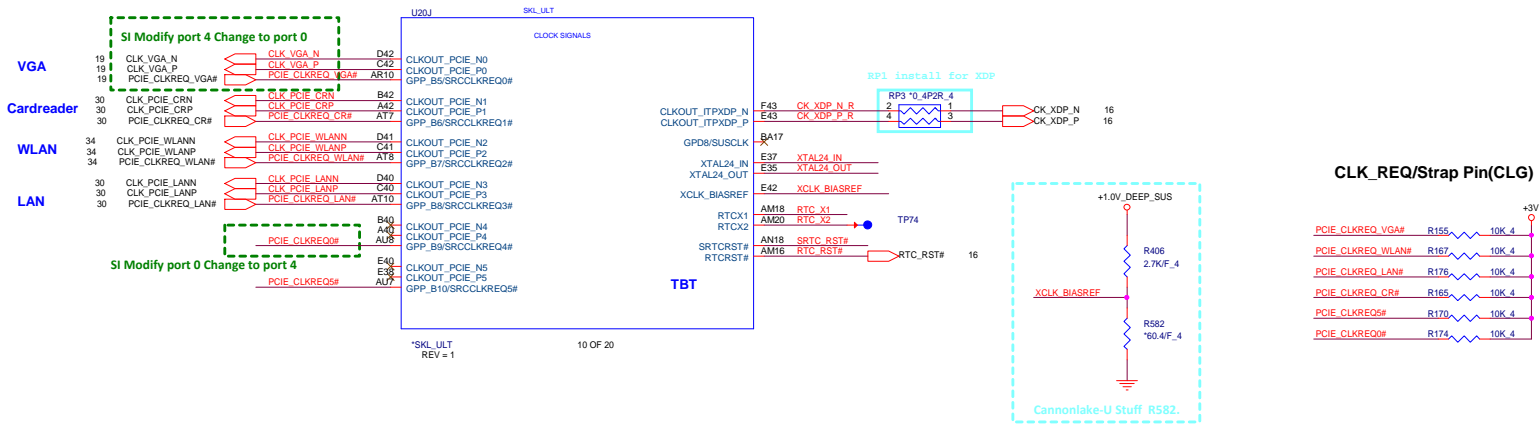 U20J
SKL_ULT
CLOCK SIGNALS
SI Modify port 4 Change to port 0
VGA
19 CLK_VGA_N CLK_VGA_N D42 CLKOUT_PCIE_N0
19 CLK_VGA_P CLK_VGA_P C42 CLKOUT_PCIE_P0
19 PCIE_CLKREQ_VGA# PCIE_CLKREQ_VGA# AR10 GPP_B5/SRCCLKREQ0#
Cardreader
30 CLK_PCIE_CRN CLK_PCIE_CRN B42 CLKOUT_PCIE_N1
30 CLK_PCIE_CRP CLK_PCIE_CRP A42 CLKOUT_PCIE_P1
30 PCIE_CLKREQ_CR# PCIE_CLKREQ_CR# AT7 GPP_B6/SRCCLKREQ1#
WLAN
34 CLK_PCIE_WLANN CLK_PCIE_WLANN D41 CLKOUT_PCIE_N2
34 CLK_PCIE_WLANP CLK_PCIE_WLANP C41 CLKOUT_PCIE_P2
34 PCIE_CLKREQ_WLAN# PCIE_CLKREQ_WLAN# AT8 GPP_B7/SRCCLKREQ2#
LAN
30 CLK_PCIE_LANN CLK_PCIE_LANN D40 CLKOUT_PCIE_N3
30 CLK_PCIE_LANP CLK_PCIE_LANP C40 CLKOUT_PCIE_P3
30 PCIE_CLKREQ_LAN# PCIE_CLKREQ_LAN# AT10 GPP_B8/SRCCLKREQ3#
B40 CLKOUT_PCIE_N4
A40 CLKOUT_PCIE_P4
PCIE_CLKREQ0# AU8 GPP_B9/SRCCLKREQ4#
SI Modify port 0 Change to port 4
E40 CLKOUT_PCIE_N5
E38 CLKOUT_PCIE_P5
PCIE_CLKREQ5# AU7 GPP_B10/SRCCLKREQ5#
RP1 install for XDP
RP3 *0_4P2R_4
CLKOUT_ITPXDP_N F43 CK_XDP_N_R 2 1 CK_XDP_N 16
CLKOUT_ITPXDP_P E43 CK_XDP_P_R 4 3 CK_XDP_P 16
GPD8/SUSCLK BA17
XTAL24_IN E37 XTAL24_IN
XTAL24_OUT E35 XTAL24_OUT
XCLK_BIASREF E42 XCLK_BIASREF
RTCX1 AM18 RTC_X1
RTCX2 AM20 RTC_X2 TP74
SRTCRST# AN18 SRTC_RST#
RTCRST# AM16 RTC_RST# RTC_RST# 16
TBT
*SKL_ULT
REV = 1
10 OF 20
+1.0V_DEEP_SUS
R406
2.7K/F_4
XCLK_BIASREF
R582
*60.4/F_4
Cannonlake-U Stuff R582.
CLK_REQ/Strap Pin(CLG)
+3V
PCIE_CLKREQ_VGA# R155 10K_4
PCIE_CLKREQ_WLAN# R167 10K_4
PCIE_CLKREQ_LAN# R176 10K_4
PCIE_CLKREQ_CR# R165 10K_4
PCIE_CLKREQ5# R170 10K_4
PCIE_CLKREQ0# R174 10K_4